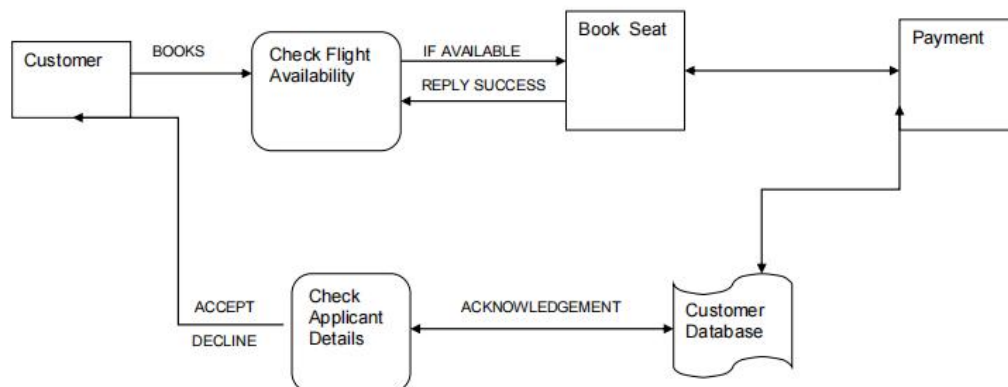 Customer
BOOKS
Check Flight
Availability
IF AVAILABLE
REPLY SUCCESS
Book Seat
Payment
ACCEPT
DECLINE
Check
Applicant
Details
ACKNOWLEDGEMENT
Customer
Database